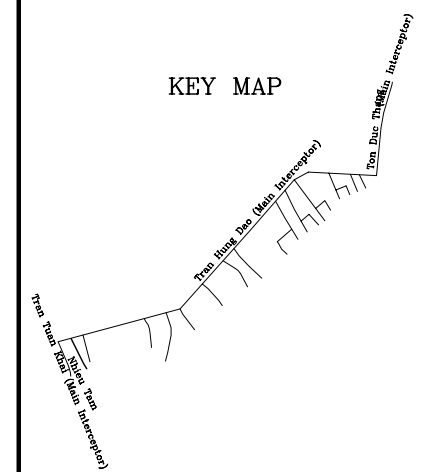 KEY MAP
Ton Duc Thang (Main Interceptor)
Tran Hung Dao (Main Interceptor)
Tran Tuan Khai (Main Interceptor)
Nhieu Tam